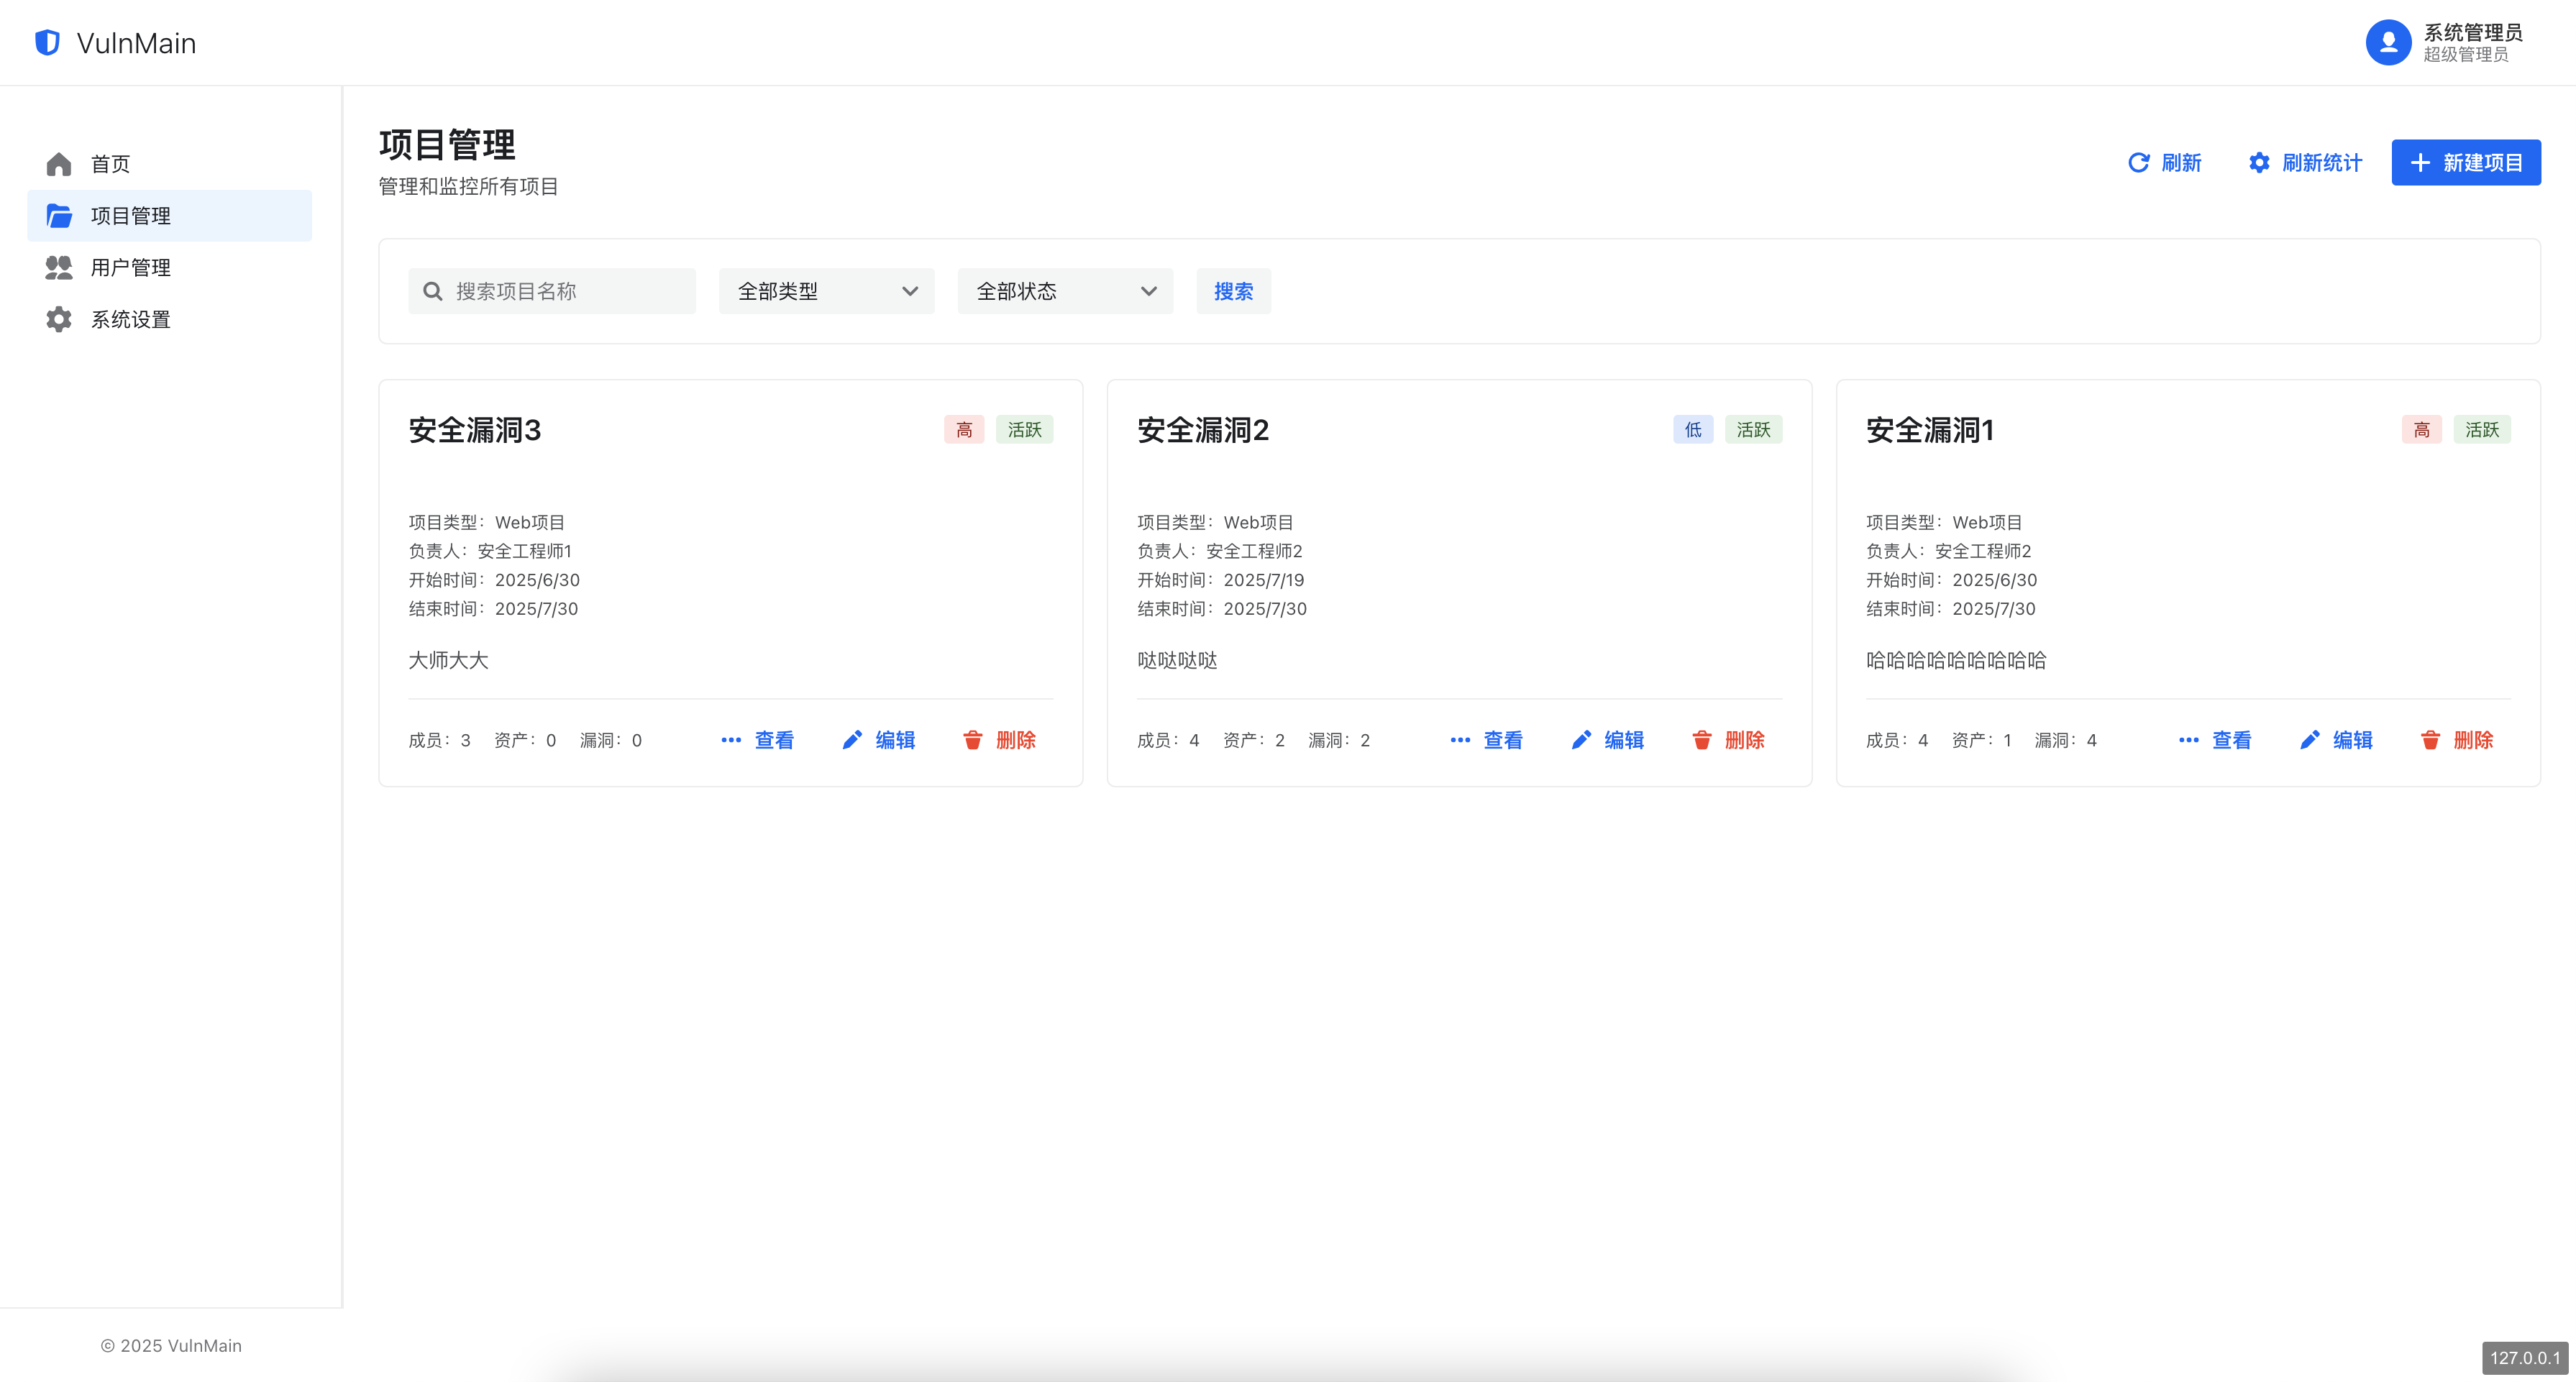 VulnMain
系统管理员
超级管理员
首页
项目管理
用户管理
系统设置
项目管理
管理和监控所有项目
刷新
刷新统计
新建项目
搜索项目名称
全部类型
全部状态
搜索
安全漏洞3
高
活跃
项目类型：Web项目
负责人：安全工程师1
开始时间：2025/6/30
结束时间：2025/7/30
大师大大
成员：3 资产：0 漏洞：0
查看
编辑
删除
安全漏洞2
低
活跃
项目类型：Web项目
负责人：安全工程师2
开始时间：2025/7/19
结束时间：2025/7/30
哒哒哒哒
成员：4 资产：2 漏洞：2
查看
编辑
删除
安全漏洞1
高
活跃
项目类型：Web项目
负责人：安全工程师2
开始时间：2025/6/30
结束时间：2025/7/30
哈哈哈哈哈哈哈哈哈
成员：4 资产：1 漏洞：4
查看
编辑
删除
© 2025 VulnMain
127.0.0.1